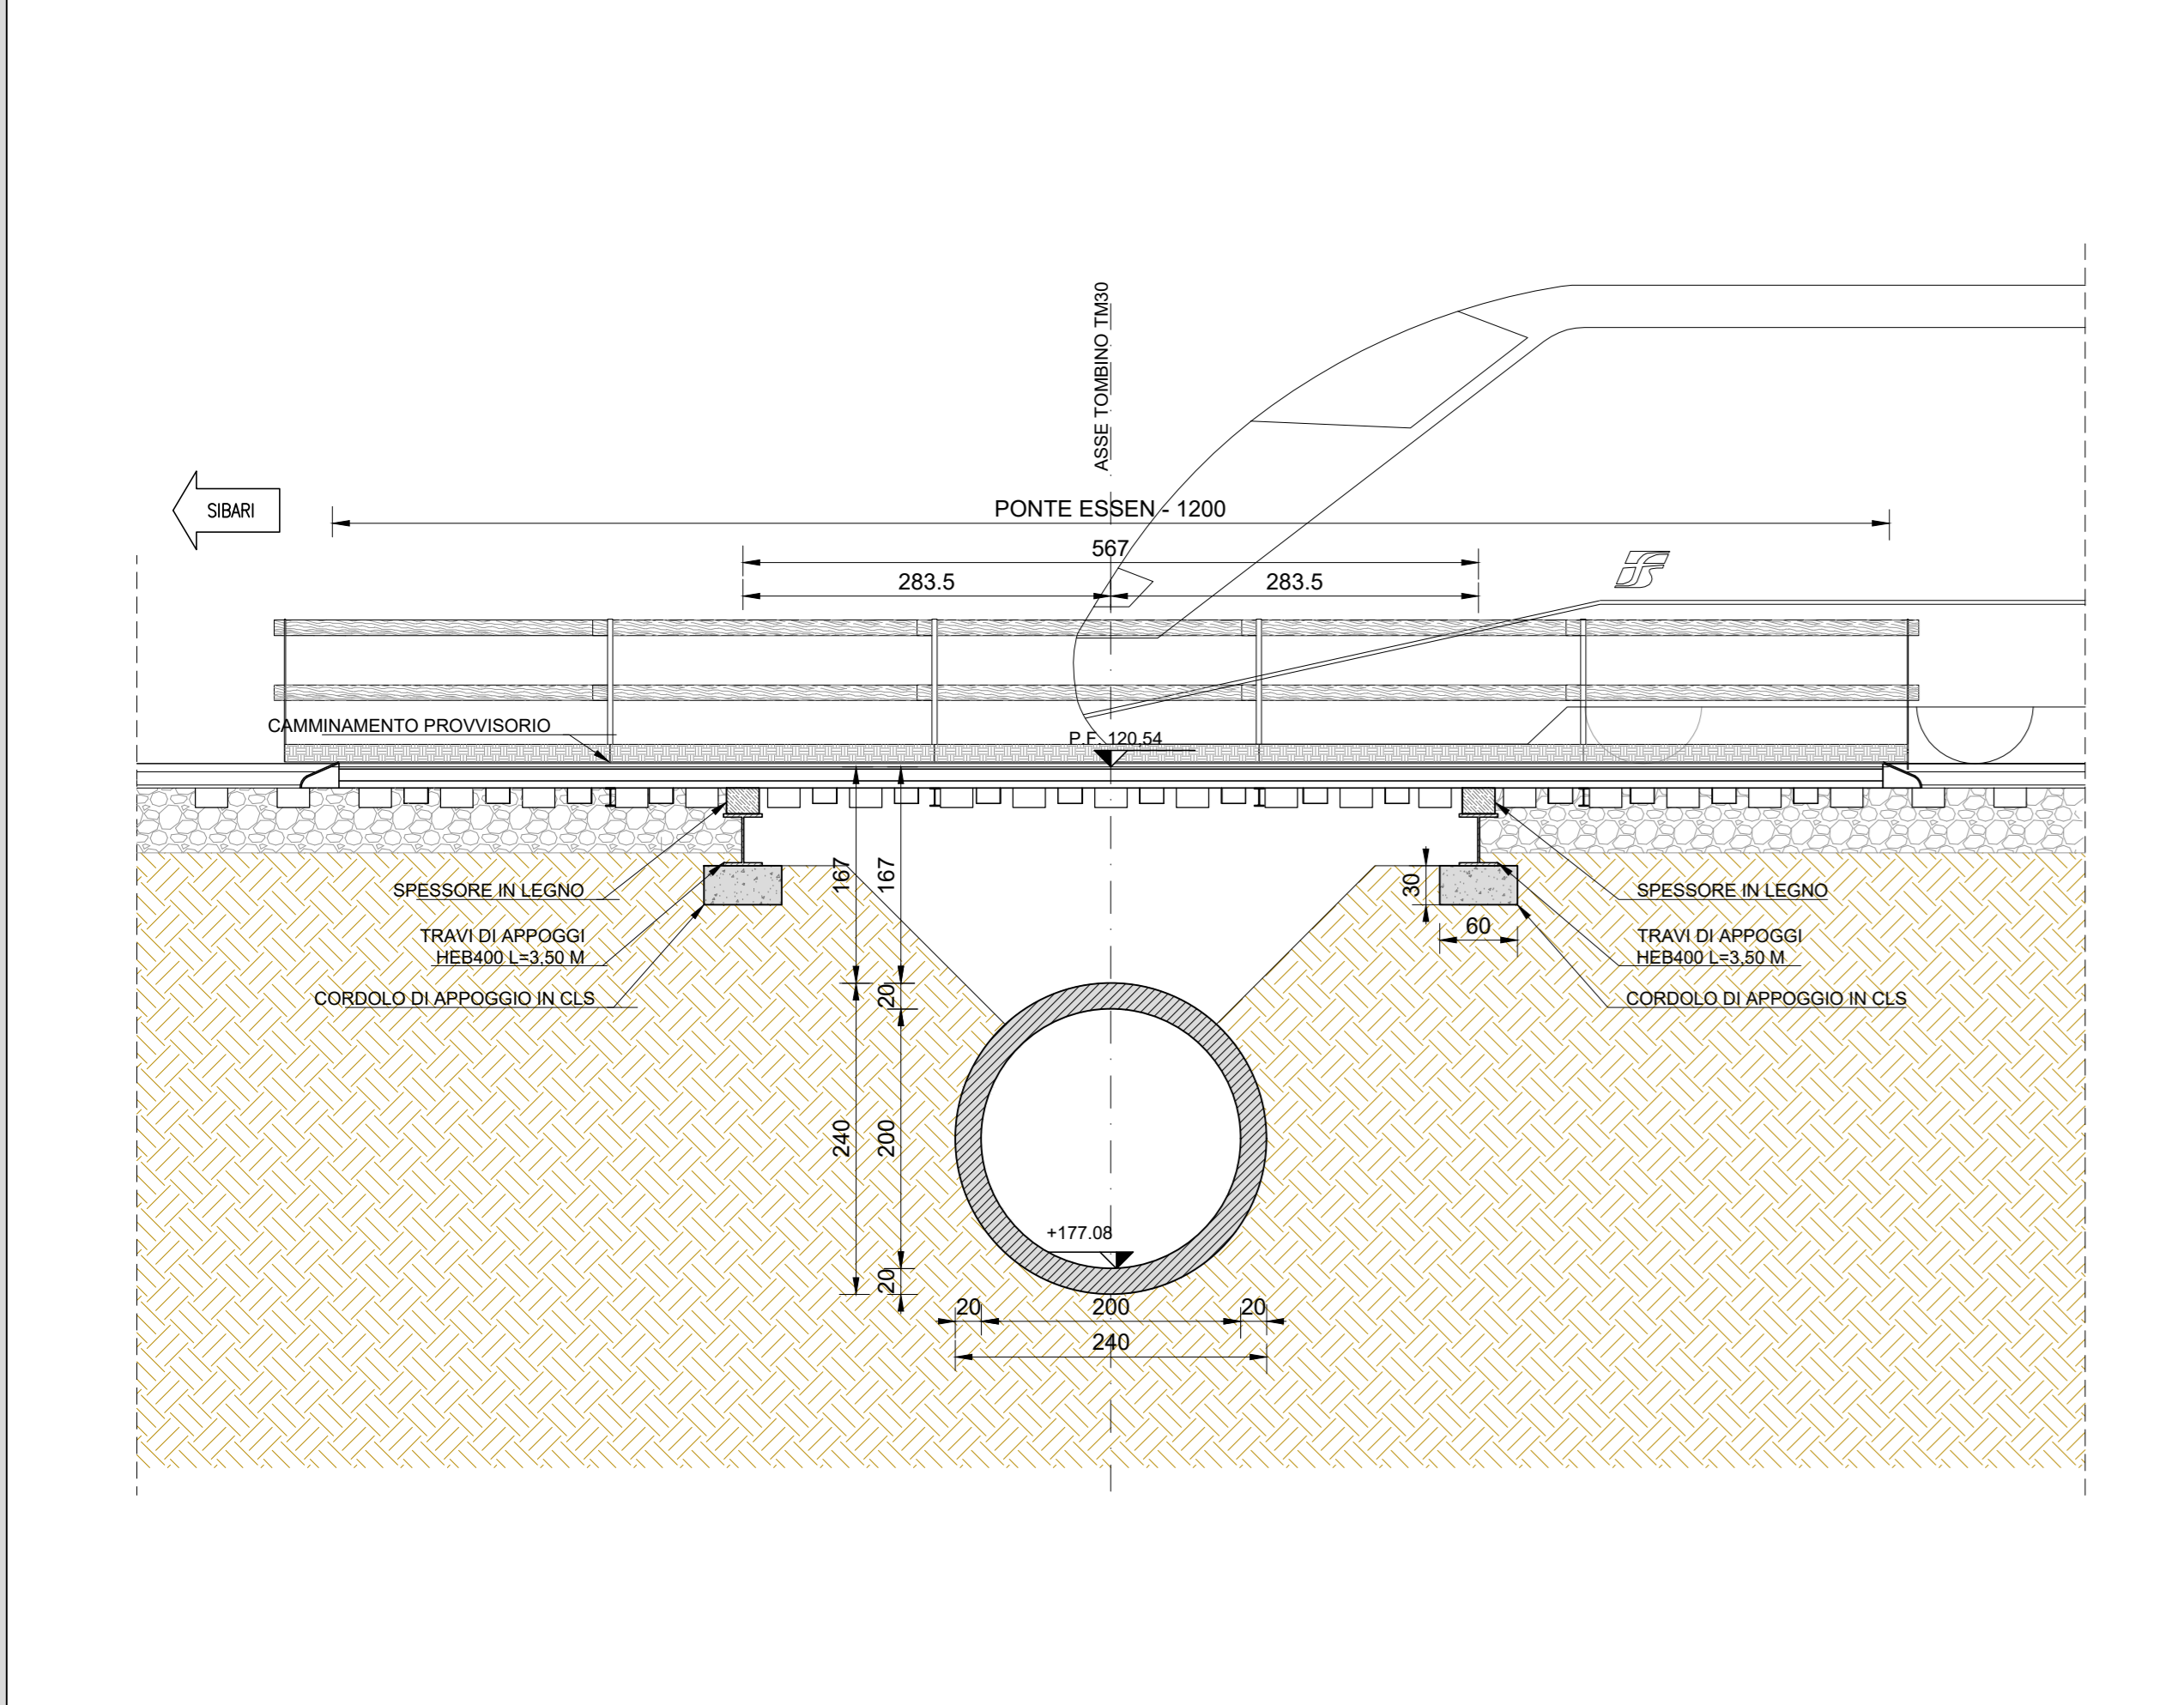 ASSE TOMBINO TM30
SIBARI
PONTE ESSEN - 1200
567
283.5
283.5
FS
CAMMINAMENTO PROVVISORIO
P.F. 120,54
167
167
30
60
SPESSORE IN LEGNO
TRAVI DI APPOGGI
HEB400 L=3,50 M
CORDOLO DI APPOGGIO IN CLS
SPESSORE IN LEGNO
TRAVI DI APPOGGI
HEB400 L=3,50 M
CORDOLO DI APPOGGIO IN CLS
20
240
200
+177.08
20
20
200
20
240